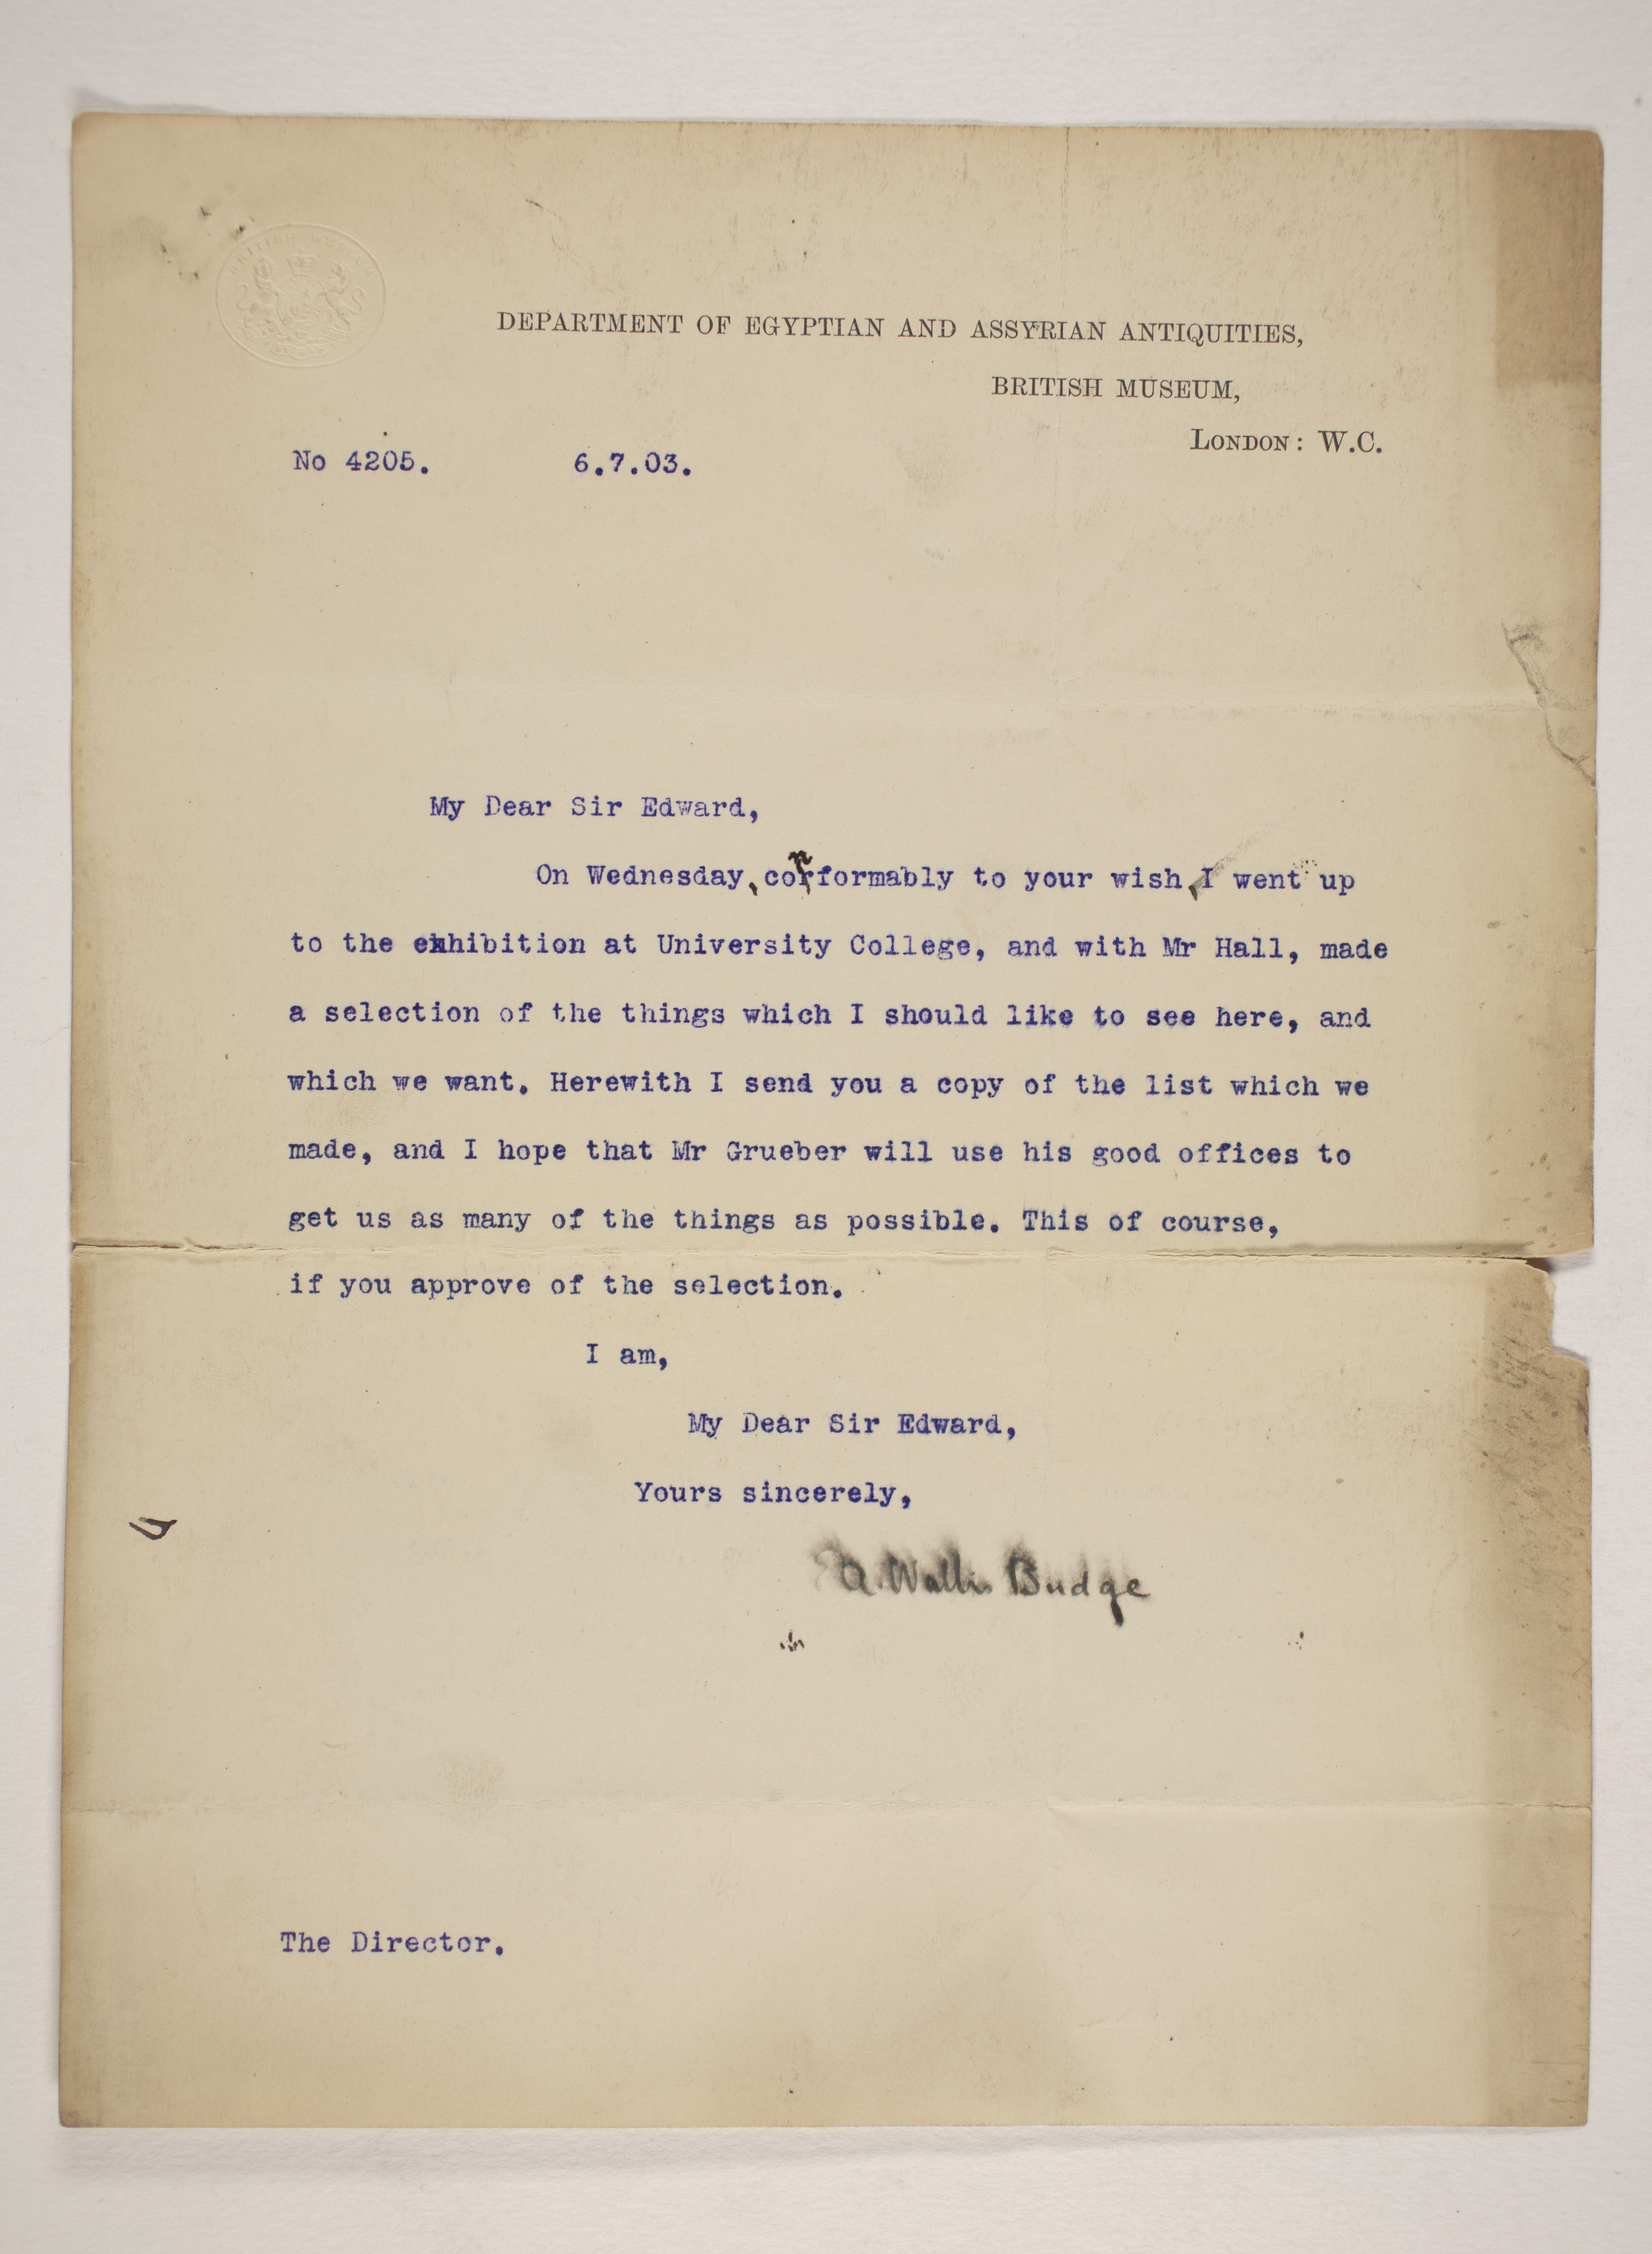 BRITISH MUSEUM
DEPARTMENT OF EGYPTIAN AND ASSYRIAN ANTIQUITIES,
BRITISH MUSEUM,
LONDON: W.C.
No 4205. 6.7.03.
My Dear Sir Edward,
On Wednesday, conformably to your wish, I went up
to the exhibition at University College, and with Mr Hall, made
a selection of the things which I should like to see here, and
which we want. Herewith I send you a copy of the list which we
made, and I hope that Mr Grueber will use his good offices to
get us as many of the things as possible. This of course,
if you approve of the selection.
I am,
My Dear Sir Edward,
Yours sincerely,
E A. Wallis Budge
The Director.